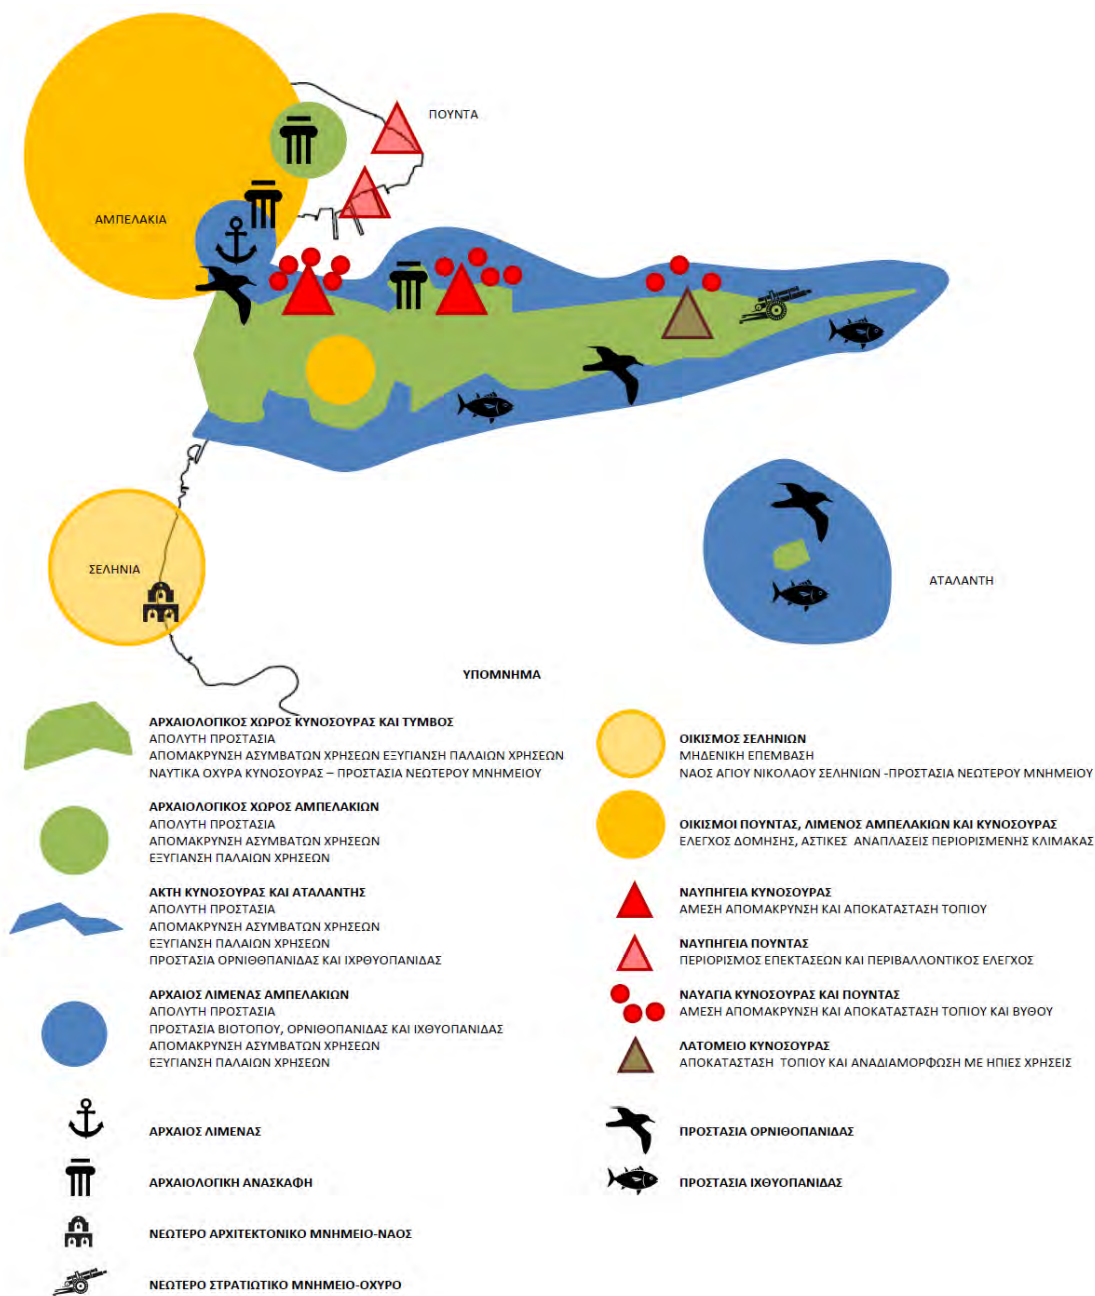 ΠΟΥΝΤΑ
ΑΜΠΕΛΑΚΙΑ
ΣΕΛΗΝΙΑ
ΑΤΑΛΑΝΤΗ
ΥΠΟΜΝΗΜΑ
ΑΡΧΑΙΟΛΟΓΙΚΟΣ ΧΩΡΟΣ ΚΥΝΟΣΟΥΡΑΣ ΚΑΙ ΤΥΜΒΟΣ
ΑΠΟΛΥΤΗ ΠΡΟΣΤΑΣΙΑ
ΑΠΟΜΑΚΡΥΝΣΗ ΑΣΥΜΒΑΤΩΝ ΧΡΗΣΕΩΝ ΕΞΥΓΙΑΝΣΗ ΠΑΛΑΙΩΝ ΧΡΗΣΕΩΝ
ΝΑΥΤΙΚΑ ΟΧΥΡΑ ΚΥΝΟΣΟΥΡΑΣ – ΠΡΟΣΤΑΣΙΑ ΝΕΩΤΕΡΟΥ ΜΝΗΜΕΙΟΥ
ΑΡΧΑΙΟΛΟΓΙΚΟΣ ΧΩΡΟΣ ΑΜΠΕΛΑΚΙΩΝ
ΑΠΟΛΥΤΗ ΠΡΟΣΤΑΣΙΑ
ΑΠΟΜΑΚΡΥΝΣΗ ΑΣΥΜΒΑΤΩΝ ΧΡΗΣΕΩΝ
ΕΞΥΓΙΑΝΣΗ ΠΑΛΑΙΩΝ ΧΡΗΣΕΩΝ
ΑΚΤΗ ΚΥΝΟΣΟΥΡΑΣ ΚΑΙ ΑΤΑΛΑΝΤΗΣ
ΑΠΟΛΥΤΗ ΠΡΟΣΤΑΣΙΑ
ΑΠΟΜΑΚΡΥΝΣΗ ΑΣΥΜΒΑΤΩΝ ΧΡΗΣΕΩΝ
ΕΞΥΓΙΑΝΣΗ ΠΑΛΑΙΩΝ ΧΡΗΣΕΩΝ
ΠΡΟΣΤΑΣΙΑ ΟΡΝΙΘΘΠΑΝΙΔΑΣ ΚΑΙ ΙΧΡΘΥΟΠΑΝΙΔΑΣ
ΑΡΧΑΙΟΣ ΛΙΜΕΝΑΣ ΑΜΠΕΛΑΚΙΩΝ
ΑΠΟΛΥΤΗ ΠΡΟΣΤΑΣΙΑ
ΠΡΟΣΤΑΣΙΑ ΒΙΟΤΟΠΟΥ, ΟΡΝΙΘΟΠΑΝΙΔΑΣ ΚΑΙ ΙΧΘΥΟΠΑΝΙΔΑΣ
ΑΠΟΜΑΚΡΥΝΣΗ ΑΣΥΜΒΑΤΩΝ ΧΡΗΣΕΩΝ
ΕΞΥΓΙΑΝΣΗ ΠΑΛΑΙΩΝ ΧΡΗΣΕΩΝ
ΑΡΧΑΙΟΣ ΛΙΜΕΝΑΣ
ΑΡΧΑΙΟΛΟΓΙΚΗ ΑΝΑΣΚΑΦΗ
ΝΕΩΤΕΡΟ ΑΡΧΙΤΕΚΤΟΝΙΚΟ ΜΝΗΜΕΙΟ-ΝΑΟΣ
ΝΕΩΤΕΡΟ ΣΤΡΑΤΙΩΤΙΚΟ ΜΝΗΜΕΙΟ-ΟΧΥΡΟ
ΟΙΚΙΣΜΟΣ ΣΕΛΗΝΙΩΝ
ΜΗΔΕΝΙΚΗ ΕΠΕΜΒΑΣΗ
ΝΑΟΣ ΑΓΙΟΥ ΝΙΚΟΛΑΟΥ ΣΕΛΗΝΙΩΝ -ΠΡΟΣΤΑΣΙΑ ΝΕΩΤΕΡΟΥ ΜΝΗΜΕΙΟΥ
ΟΙΚΙΣΜΟΙ ΠΟΥΝΤΑΣ, ΛΙΜΕΝΟΣ ΑΜΠΕΛΑΚΙΩΝ ΚΑΙ ΚΥΝΟΣΟΥΡΑΣ
ΕΛΕΓΧΟΣ ΔΟΜΗΣΗΣ, ΑΣΤΙΚΕΣ ΑΝΑΠΛΑΣΕΙΣ ΠΕΡΙΟΡΙΣΜΕΝΗΣ ΚΛΙΜΑΚΑΣ
ΝΑΥΠΗΓΕΙΑ ΚΥΝΟΣΟΥΡΑΣ
ΑΜΕΣΗ ΑΠΟΜΑΚΡΥΝΣΗ ΚΑΙ ΑΠΟΚΑΤΑΣΤΑΣΗ ΤΟΠΙΟΥ
ΝΑΥΠΗΓΕΙΑ ΠΟΥΝΤΑΣ
ΠΕΡΙΟΡΙΣΜΟΣ ΕΠΕΚΤΑΣΕΩΝ ΚΑΙ ΠΕΡΙΒΑΛΛΟΝΤΙΚΟΣ ΕΛΕΓΧΟΣ
ΝΑΥΑΓΙΑ ΚΥΝΟΣΟΥΡΑΣ ΚΑΙ ΠΟΥΝΤΑΣ
ΑΜΕΣΗ ΑΠΟΜΑΚΡΥΝΣΗ ΚΑΙ ΑΠΟΚΑΤΑΣΤΑΣΗ ΤΟΠΙΟΥ ΚΑΙ ΒΥΘΟΥ
ΛΑΤΟΜΕΙΟ ΚΥΝΟΣΟΥΡΑΣ
ΑΠΟΚΑΤΑΣΤΑΣΗ ΤΟΠΙΟΥ ΚΑΙ ΑΝΑΔΙΑΜΟΡΦΩΣΗ ΜΕ ΗΠΙΕΣ ΧΡΗΣΕΙΣ
ΠΡΟΣΤΑΣΙΑ ΟΡΝΙΘΟΠΑΝΙΔΑΣ
ΠΡΟΣΤΑΣΙΑ ΙΧΘΥΟΠΑΝΙΔΑΣ